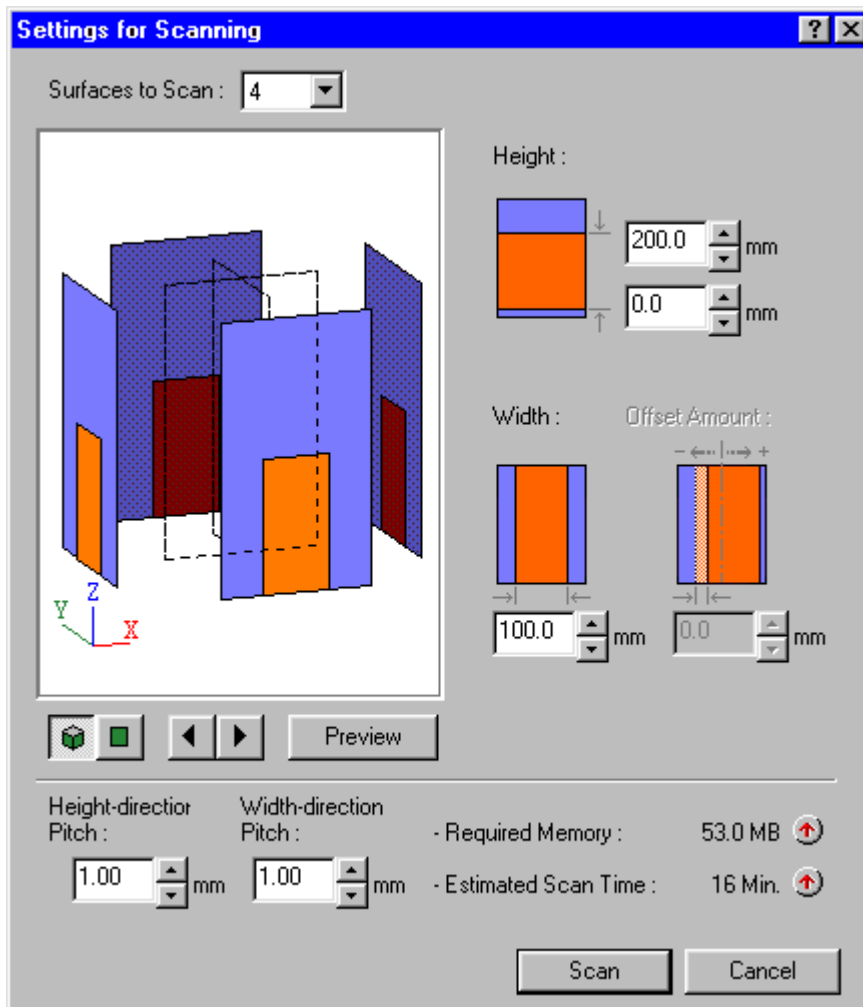 Settings for Scanning
Surfaces to Scan : 4
Height :
200.0 mm
0.0 mm
Width :
Offset Amount :
- +
100.0 mm
0.0 mm
Z
Y
X
Preview
Height-direction Pitch :
1.00 mm
Width-direction Pitch :
1.00 mm
- Required Memory : 53.0 MB
- Estimated Scan Time : 16 Min.
Scan
Cancel